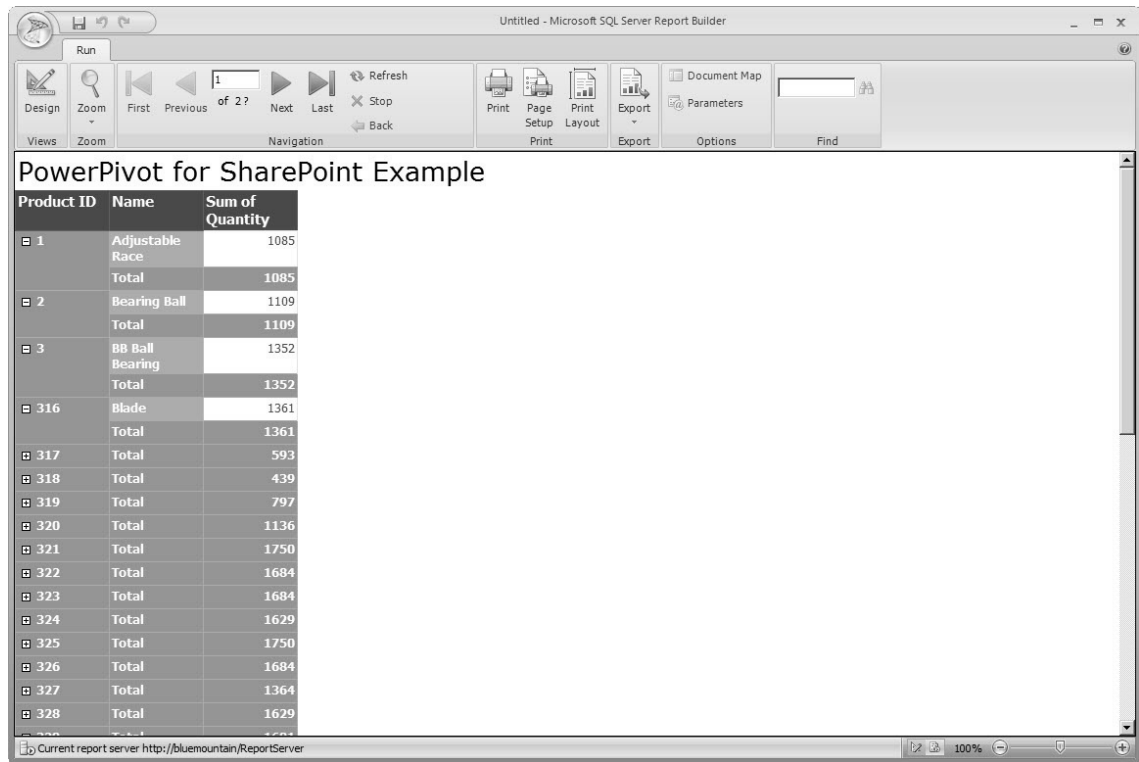 Untitled - Microsoft SQL Server Report Builder
Run
Design
Zoom
First
Previous
1
of 2?
Next
Last
Refresh
Stop
Back
Print
Page Setup
Print Layout
Export
Document Map
Parameters
Views
Zoom
Navigation
Print
Export
Options
Find
PowerPivot for SharePoint Example
Product ID Name Sum of
Quantity
1 Adjustable 1085
Race
Total 1085
2 Bearing Ball 1109
Total 1109
3 BB Ball 1352
Bearing
Total 1352
316 Blade 1361
Total 1361
317 Total 593
318 Total 439
319 Total 797
320 Total 1136
321 Total 1750
322 Total 1684
323 Total 1684
324 Total 1629
325 Total 1750
326 Total 1684
327 Total 1364
328 Total 1629
Current report server http://bluemountain/ReportServer
100%